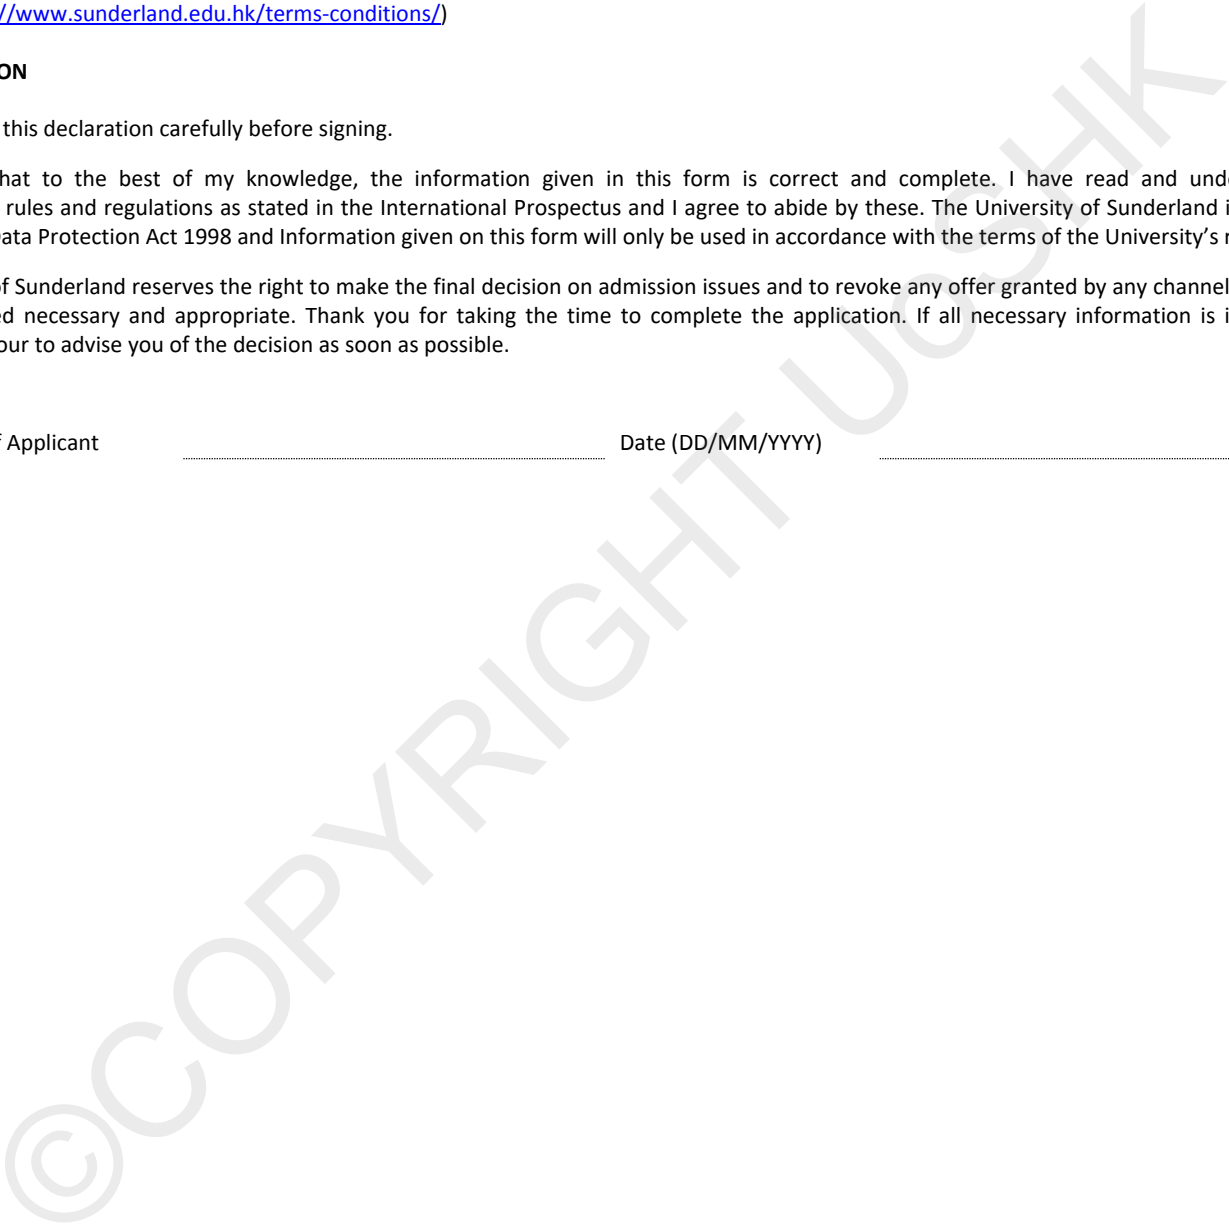 //www.sunderland.edu.hk/terms-conditions/)
ON
this declaration carefully before signing.
hat to the best of my knowledge, the information given in this form is correct and complete. I have read and unde
rules and regulations as stated in the International Prospectus and I agree to abide by these. The University of Sunderland i
Data Protection Act 1998 and Information given on this form will only be used in accordance with the terms of the University’s r
of Sunderland reserves the right to make the final decision on admission issues and to revoke any offer granted by any channel
ed necessary and appropriate. Thank you for taking the time to complete the application. If all necessary information is i
our to advise you of the decision as soon as possible.
f Applicant Date (DD/MM/YYYY)
©COPYRIGHT UoSHK